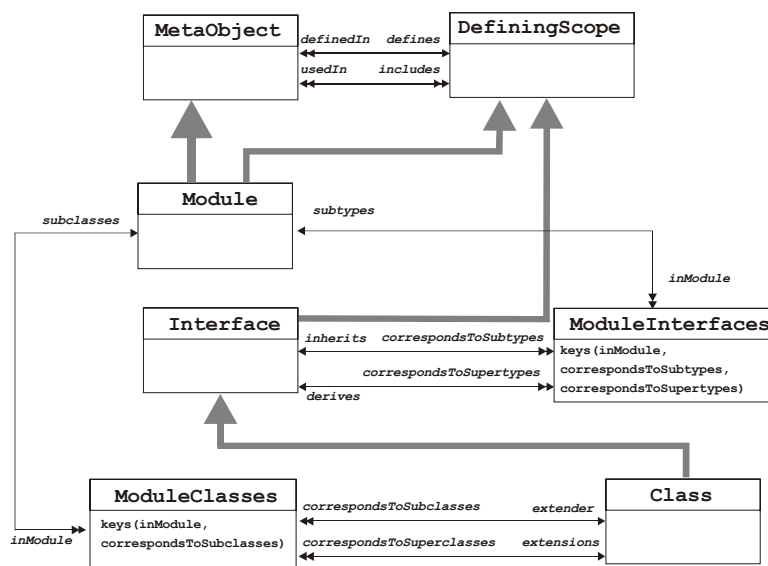 MetaObject
DefiningScope
definedIn defines
usedIn includes
Module
subclasses
subtypes
inModule
Interface
ModuleInterfaces
inherits correspondsToSubtypes
keys(inModule,
correspondsToSubtypes,
correspondsToSupertypes)
correspondsToSupertypes
derives
ModuleClasses
Class
keys(inModule,
correspondsToSubclasses)
correspondsToSubclasses extender
inModule
correspondsToSuperclasses extensions